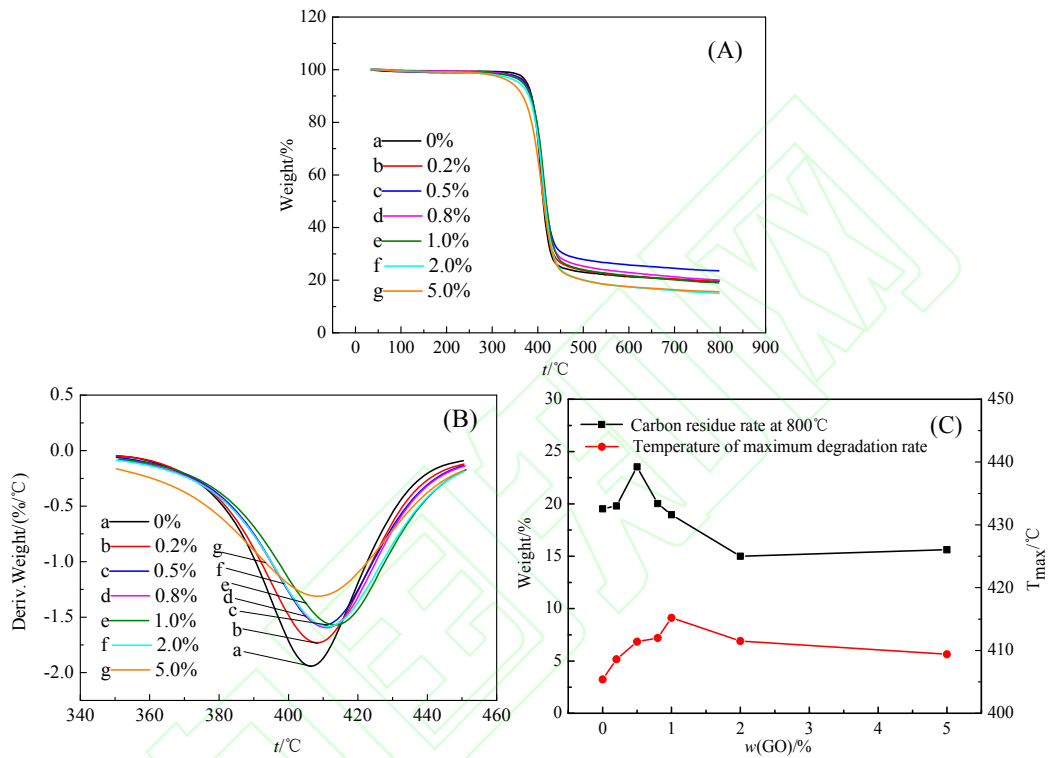 120
100
80
60
40
20
0
Weight/%
(A)
a 0%
b 0.2%
c 0.5%
d 0.8%
e 1.0%
f 2.0%
g 5.0%
0 100 200 300 400 500 600 700 800 900
t/℃
0.5
0.0
-0.5
-1.0
-1.5
-2.0
Deriv. Weight/(%/℃)
(B)
a 0%
b 0.2%
c 0.5%
d 0.8%
e 1.0%
f 2.0%
g 5.0%
g
f
e
d
c
b
a
340 360 380 400 420 440 460
t/℃
30
25
20
15
10
5
0
Weight/%
Carbon residue rate at 800℃
Temperature of maximum degradation rate
(C)
450
440
430
420
410
400
Tmax/℃
0 1 2 3 4 5
w(GO)/%